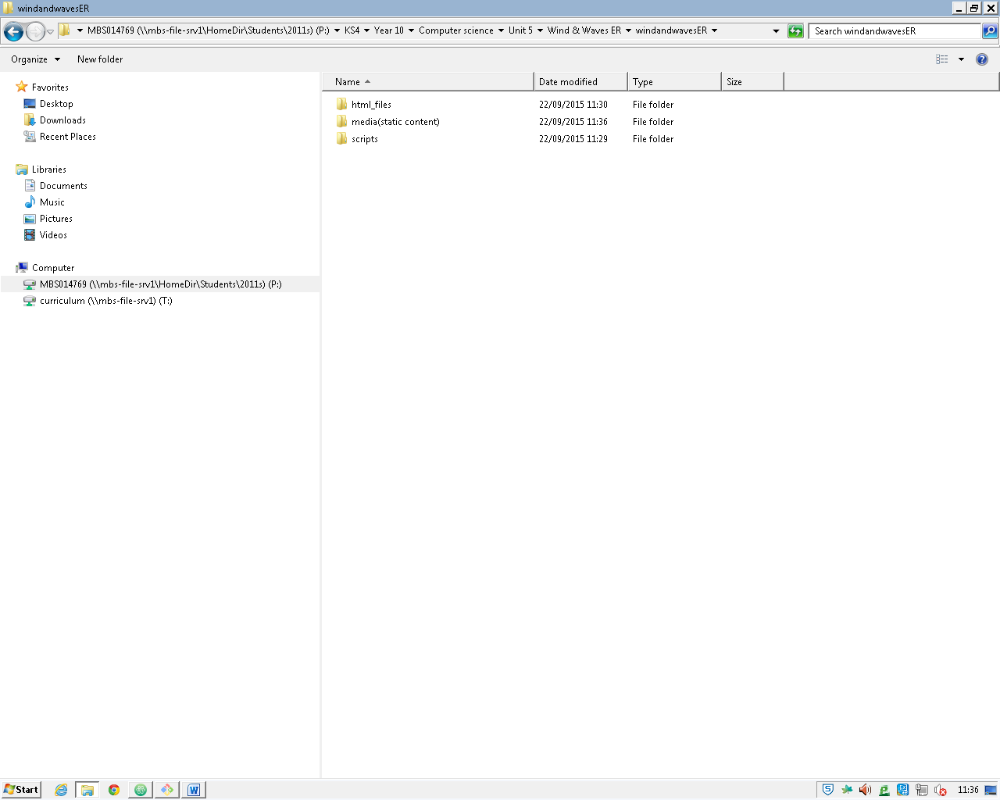 windandwavesER
MBS014769 (\\mbs-file-srv1\HomeDir\Students\2011s) (P:) KS4 Year 10 Computer science Unit 5 Wind & Waves ER windandwavesER Search windandwavesER
Organize New folder
Name Date modified Type Size
html_files 22/09/2015 11:30 File folder
media(static content) 22/09/2015 11:36 File folder
scripts 22/09/2015 11:29 File folder
Favorites
Desktop
Downloads
Recent Places
Libraries
Documents
Music
Pictures
Videos
Computer
MBS014769 (\\mbs-file-srv1\HomeDir\Students\2011s) (P:)
curriculum (\\mbs-file-srv1) (T:)
Start 11:36